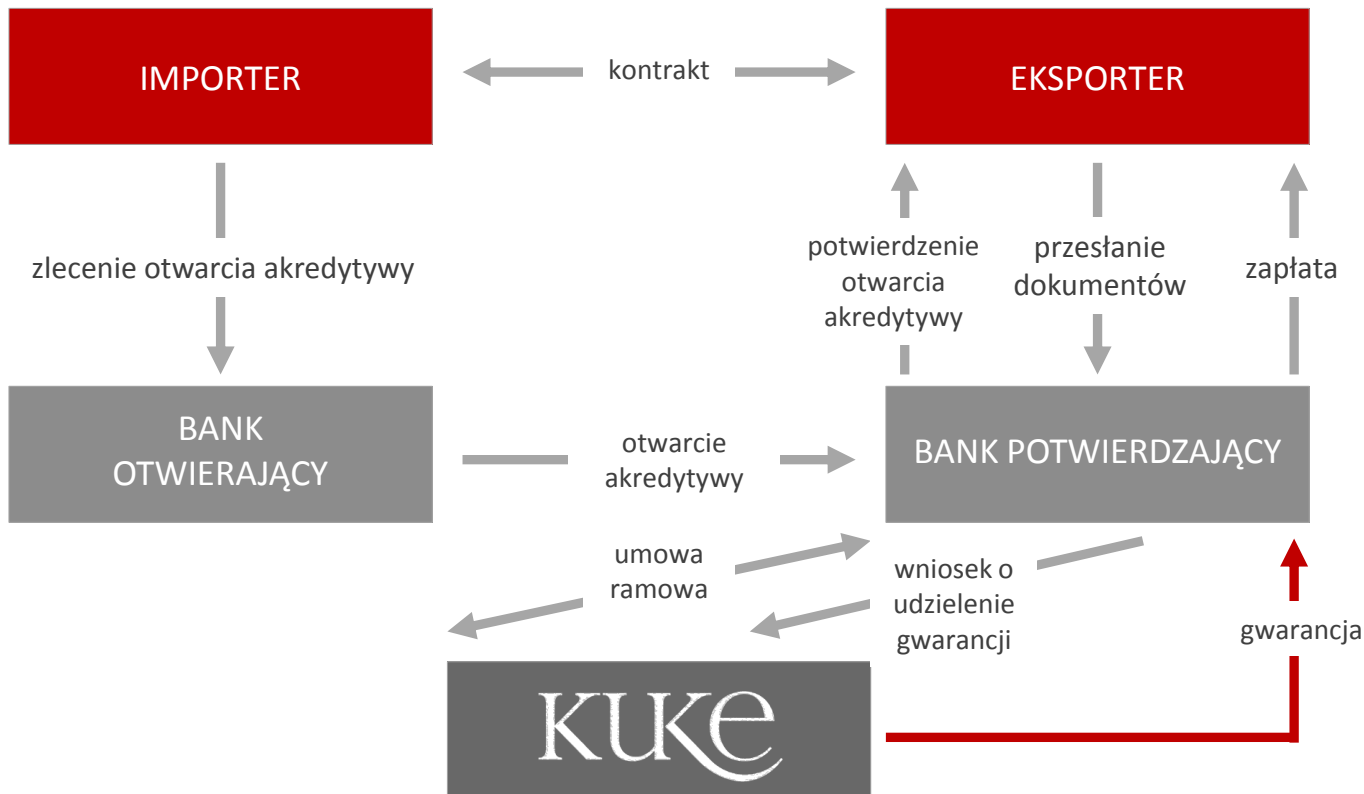 IMPORTER
kontrakt
EKSPORTER
zlecenie otwarcia akredytywy
potwierdzenie
otwarcia
akredytywy
przesłanie
dokumentów
zapłata
BANK
OTWIERAJĄCY
otwarcie
akredytywy
BANK POTWIERDZAJĄCY
umowa
ramowa
wniosek o
udzielenie
gwarancji
gwarancja
KUKe